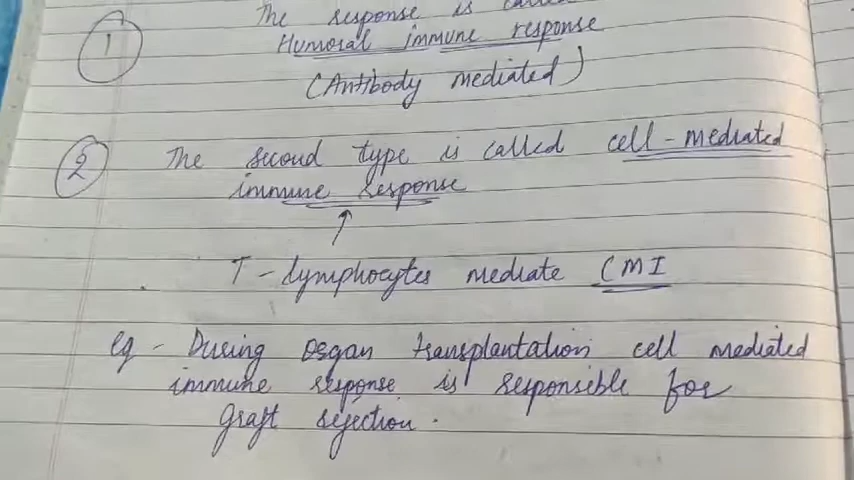 The response is called
1
Humoral immune response
(Antibody mediated)
2 The second type is called cell-mediated
immune response
↑
T-lymphocytes mediate CMI
eg - During organ transplantation cell mediated
immune response is responsible for
graft rejection.